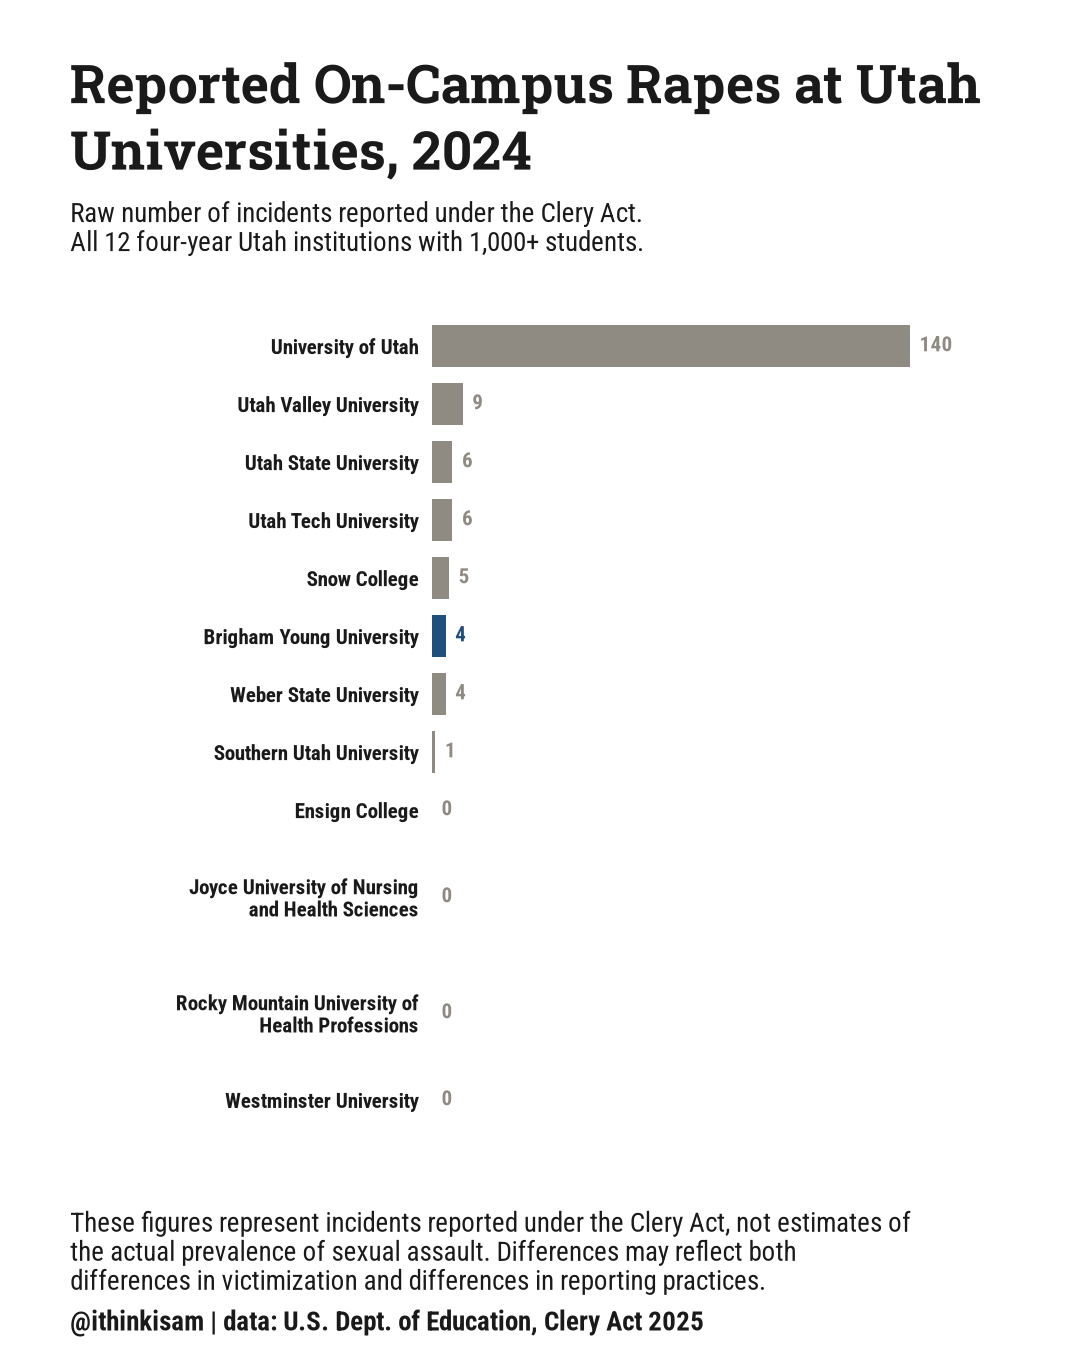 Reported On-Campus Rapes at Utah
Universities, 2024
Raw number of incidents reported under the Clery Act.
All 12 four-year Utah institutions with 1,000+ students.
University of Utah 140
Utah Valley University 9
Utah State University 6
Utah Tech University 6
Snow College 5
Brigham Young University 4
Weber State University 4
Southern Utah University 1
Ensign College 0
Joyce University of Nursing
and Health Sciences 0
Rocky Mountain University of
Health Professions 0
Westminster University 0
These figures represent incidents reported under the Clery Act, not estimates of
the actual prevalence of sexual assault. Differences may reflect both
differences in victimization and differences in reporting practices.
@ithinkisam | data: U.S. Dept. of Education, Clery Act 2025